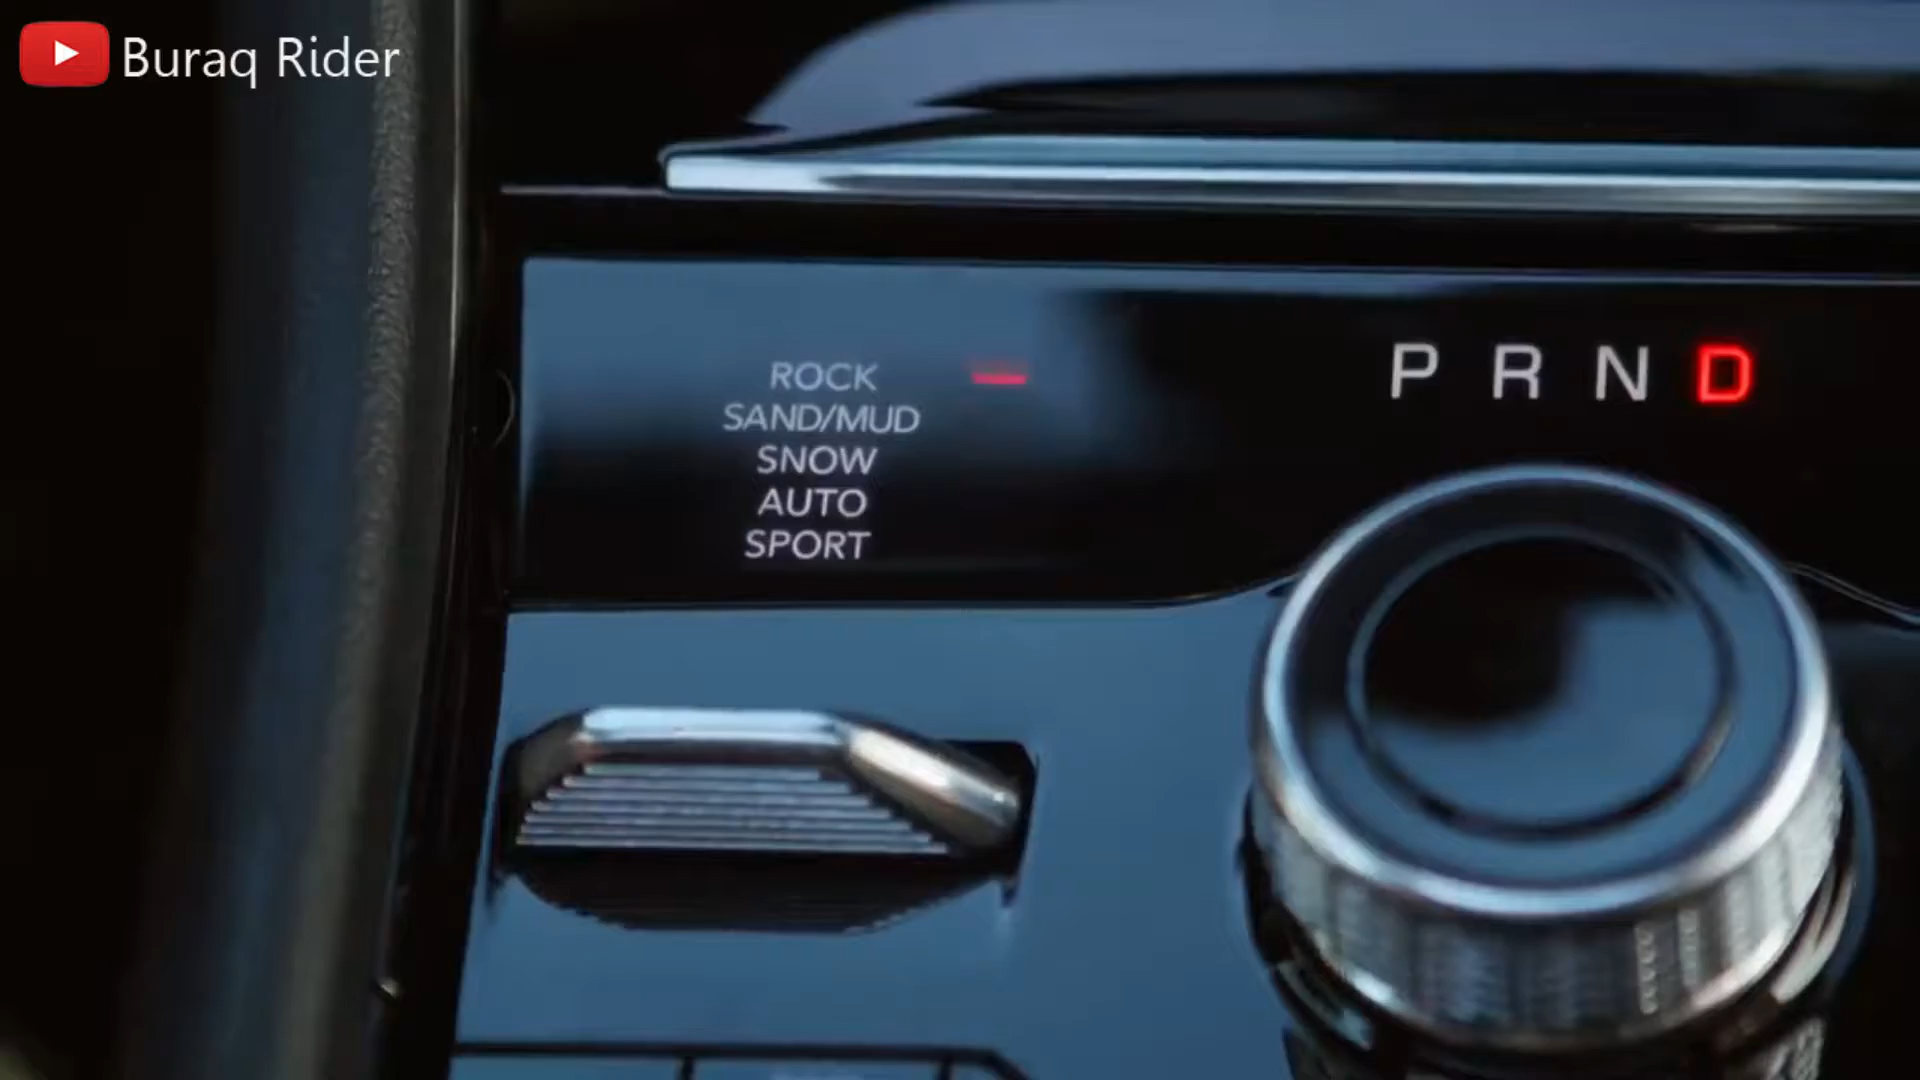 Buraq Rider
ROCK
SAND/MUD
SNOW
AUTO
SPORT
P R N D